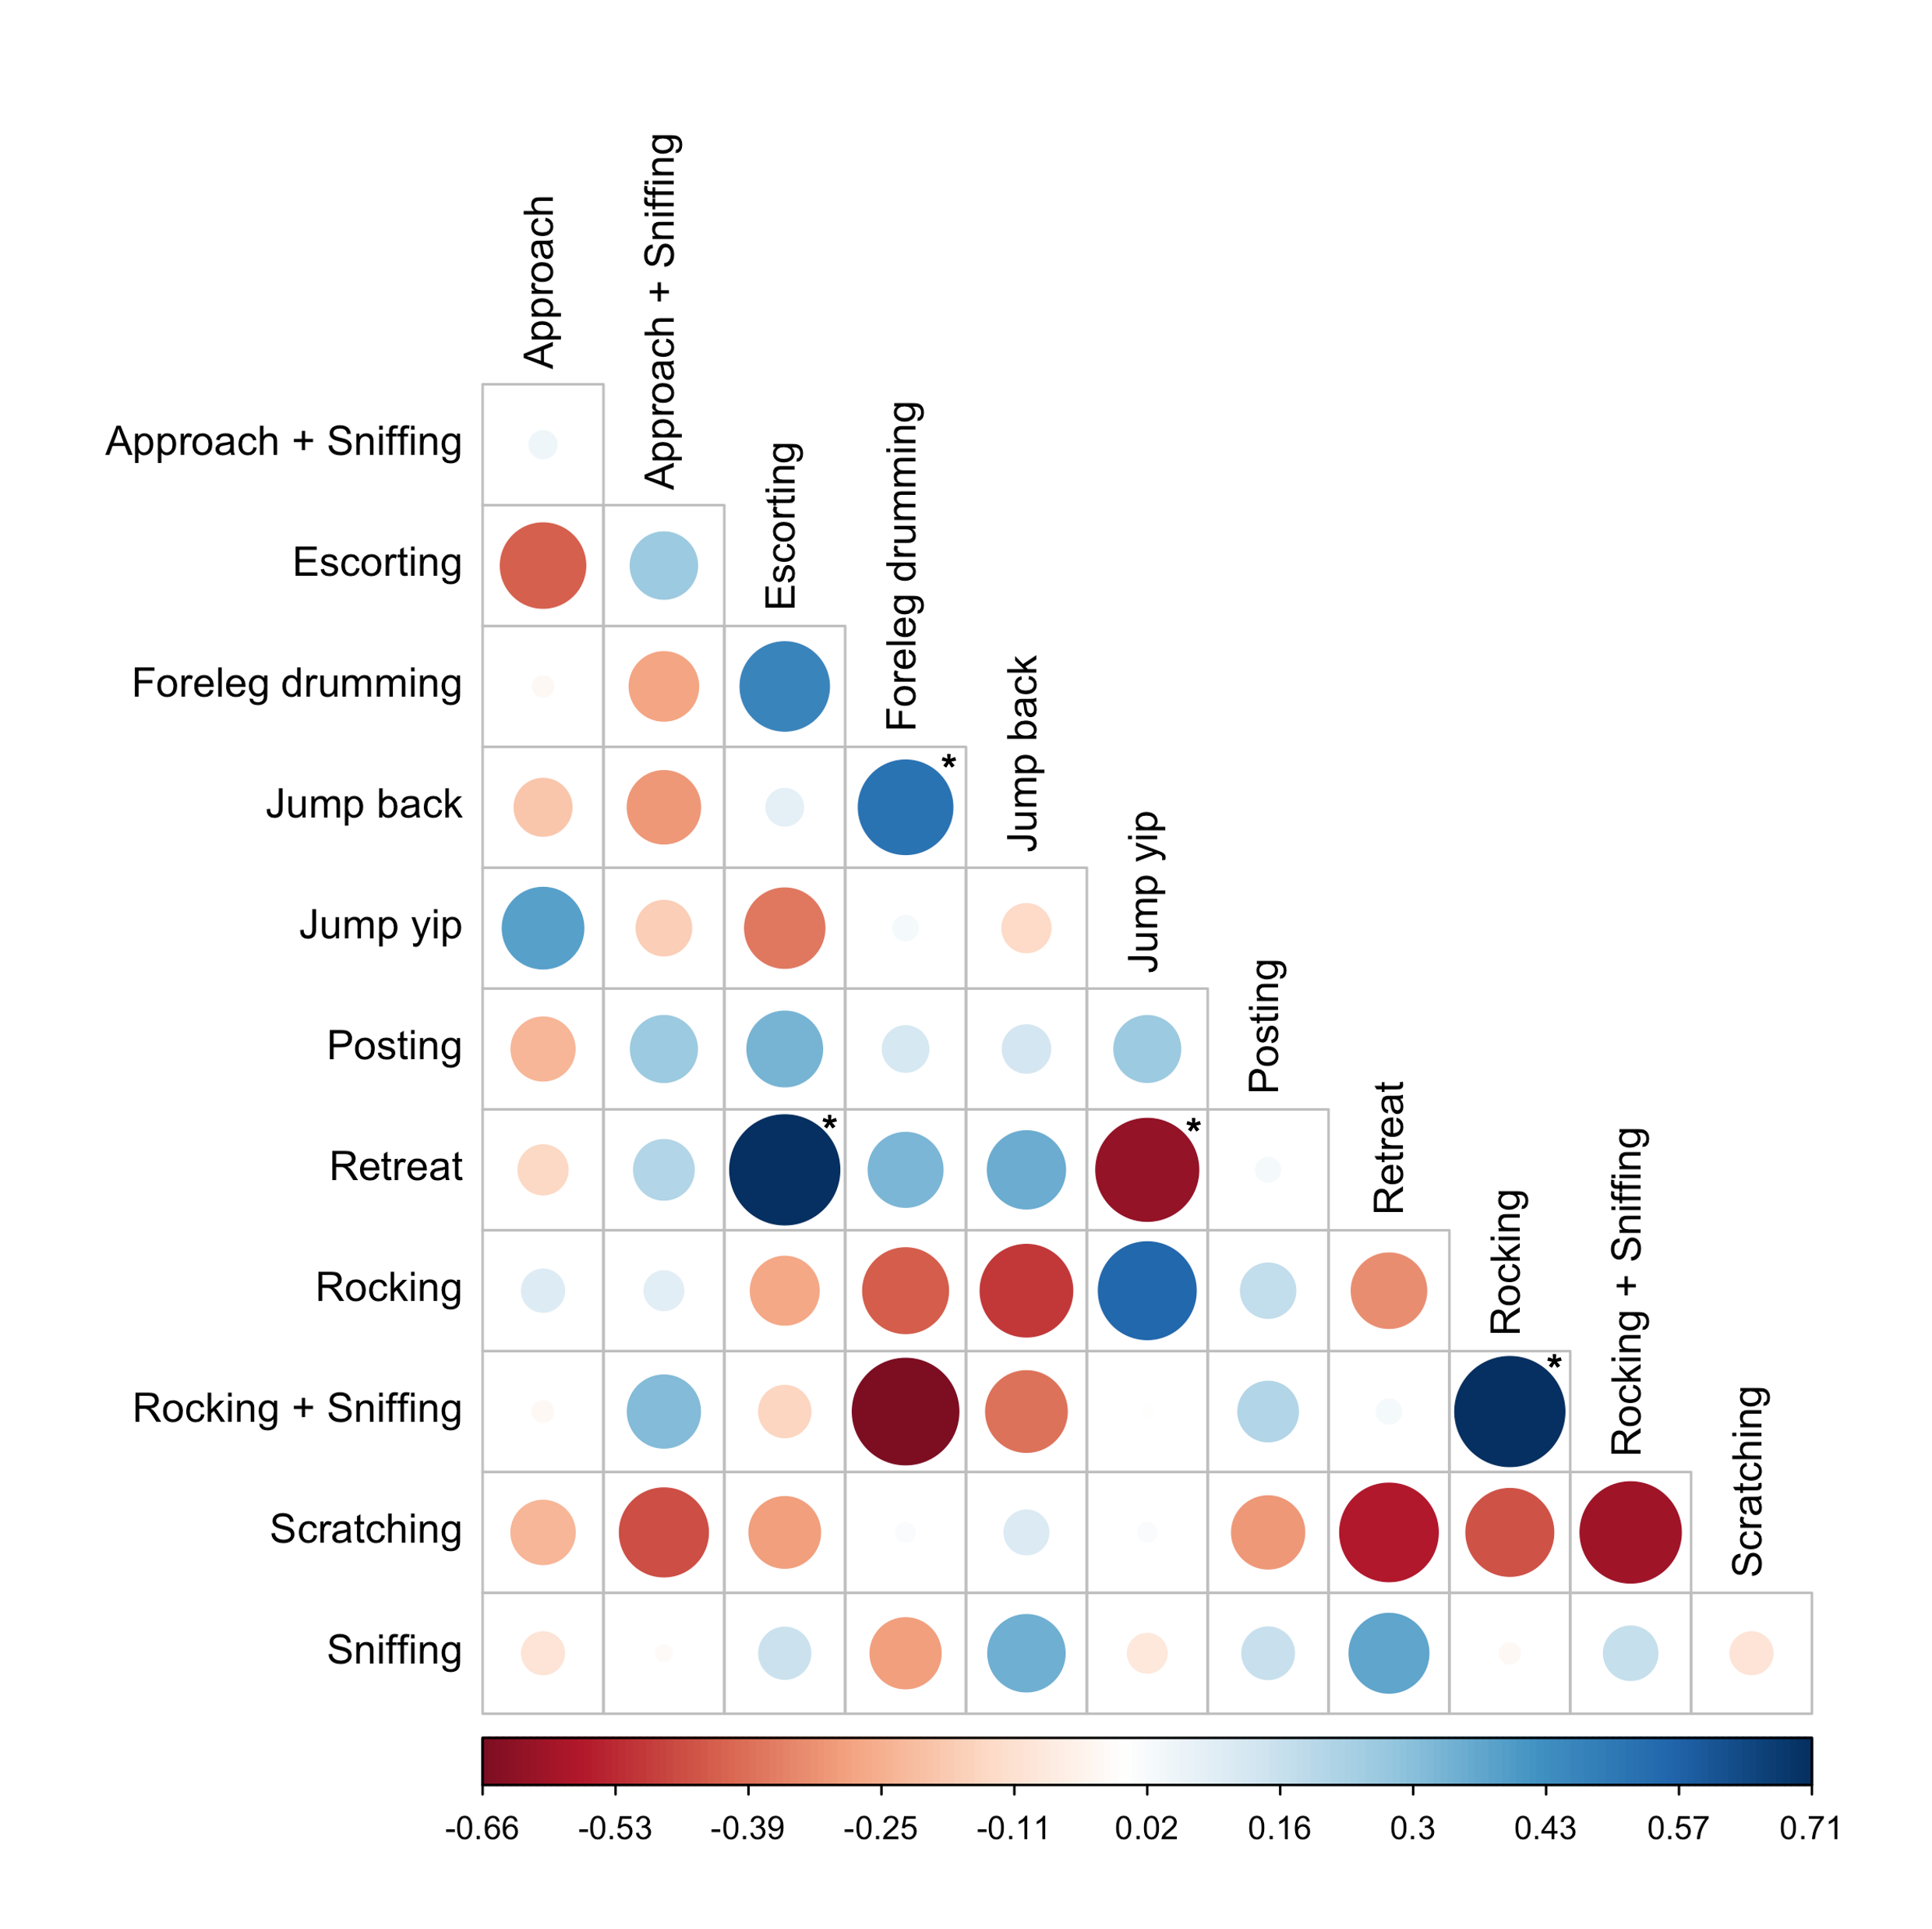 Approach
Approach + Sniffing
Escorting
Foreleg drumming
Jump back
Jump yip
Posting
Retreat
Rocking
Rocking + Sniffing
Scratching
Approach + Sniffing
Escorting
Foreleg drumming
Jump back
*
Jump yip
Posting
Retreat
* *
Rocking
Rocking + Sniffing
*
Scratching
Sniffing
-0.66 -0.53 -0.39 -0.25 -0.11 0.02 0.16 0.3 0.43 0.57 0.71